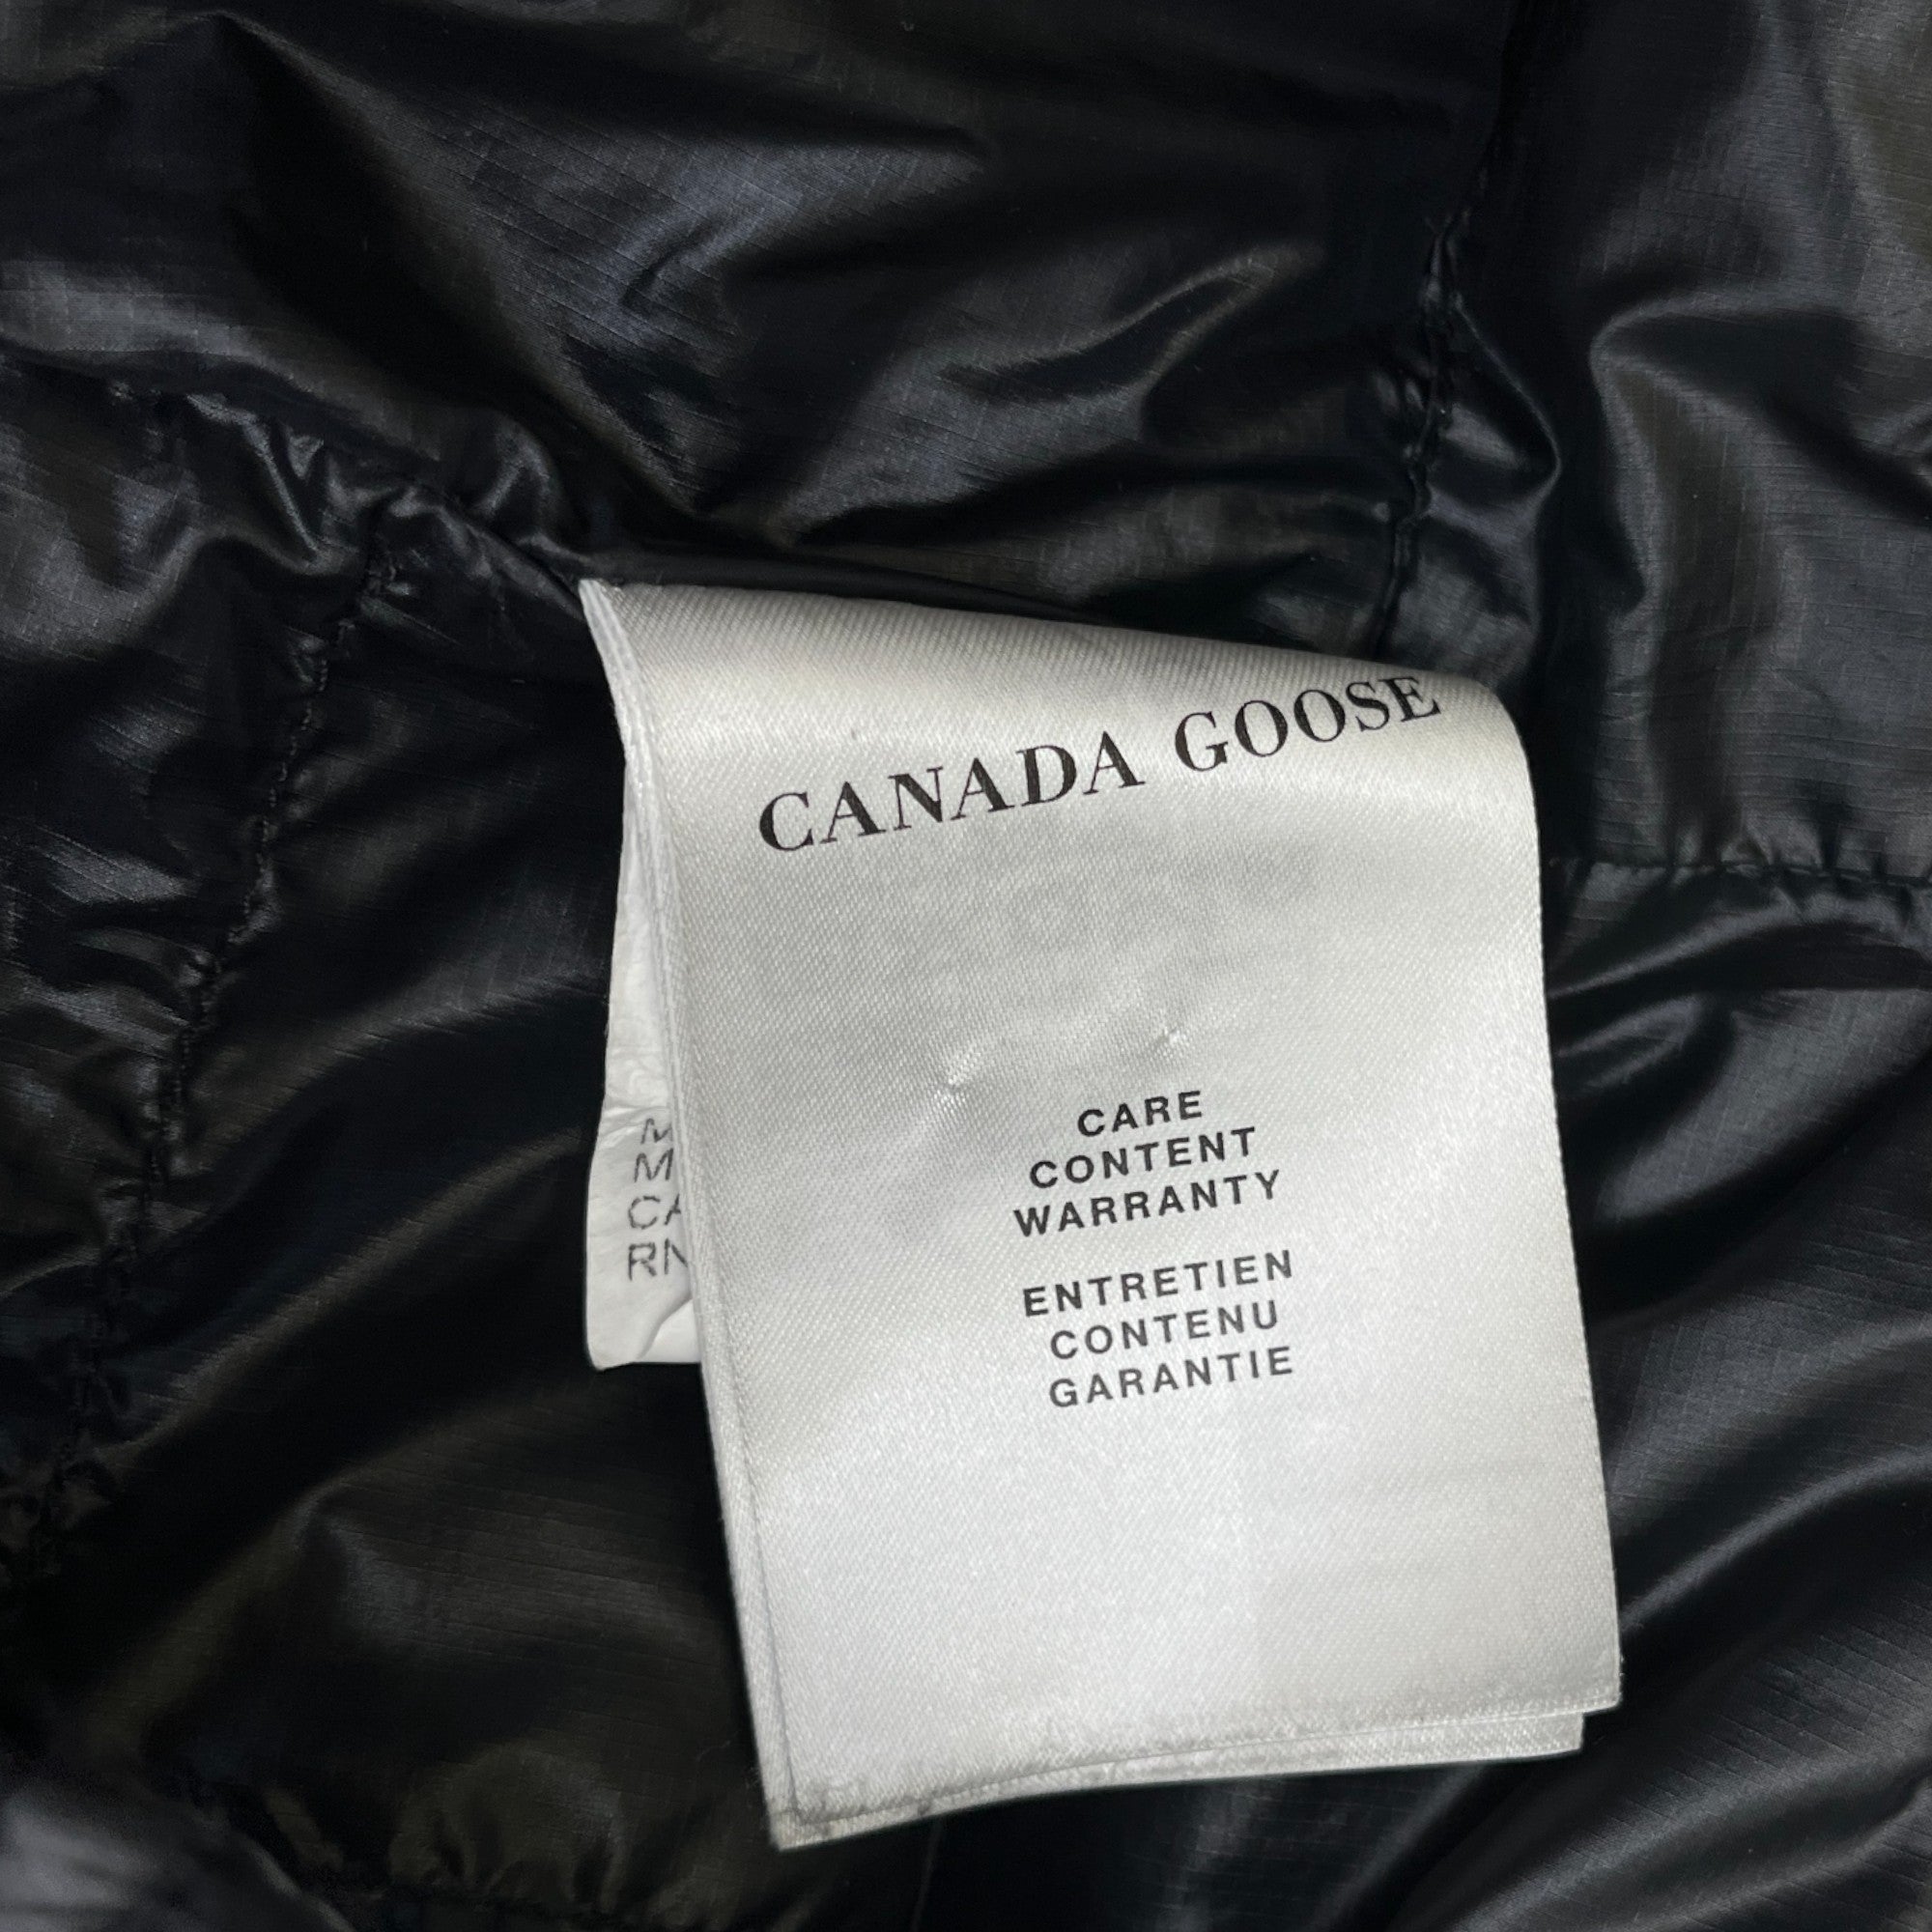 CANADA GOOSE
CARE
CONTENT
WARRANTY
ENTRETIEN
CONTENU
GARANTIE